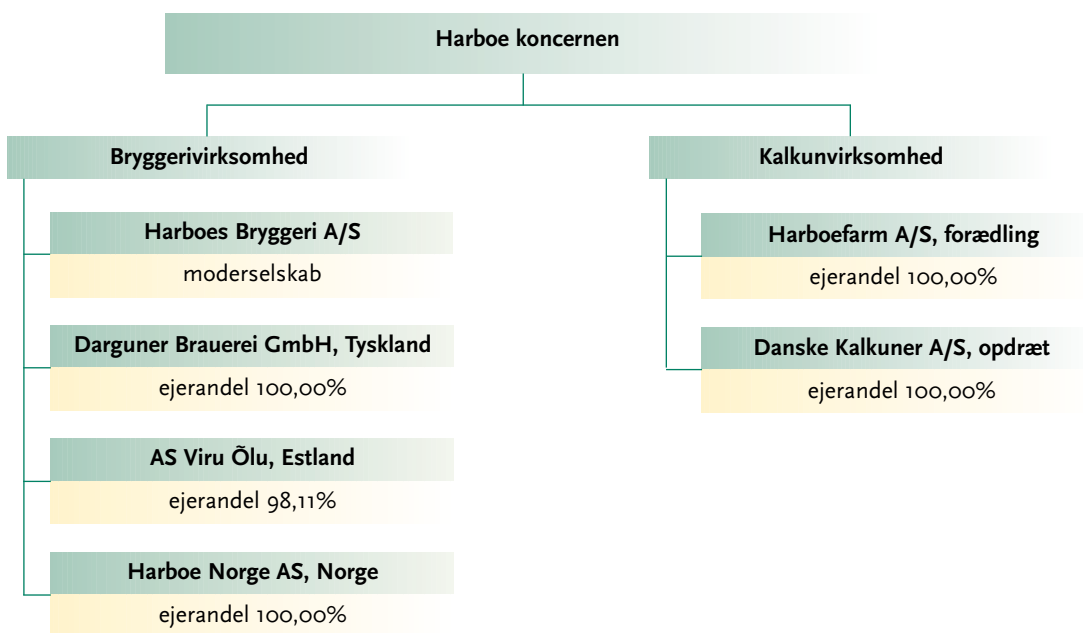 Harboe koncernen
Bryggerivirksomhed
Harboes Bryggeri A/S
moderselskab
Darguner Brauerei GmbH, Tyskland
ejerandel 100,00%
AS Viru Õlu, Estland
ejerandel 98,11%
Harboe Norge AS, Norge
ejerandel 100,00%
Kalkunvirksomhed
Harboefarm A/S, forædling
ejerandel 100,00%
Danske Kalkuner A/S, opdræt
ejerandel 100,00%